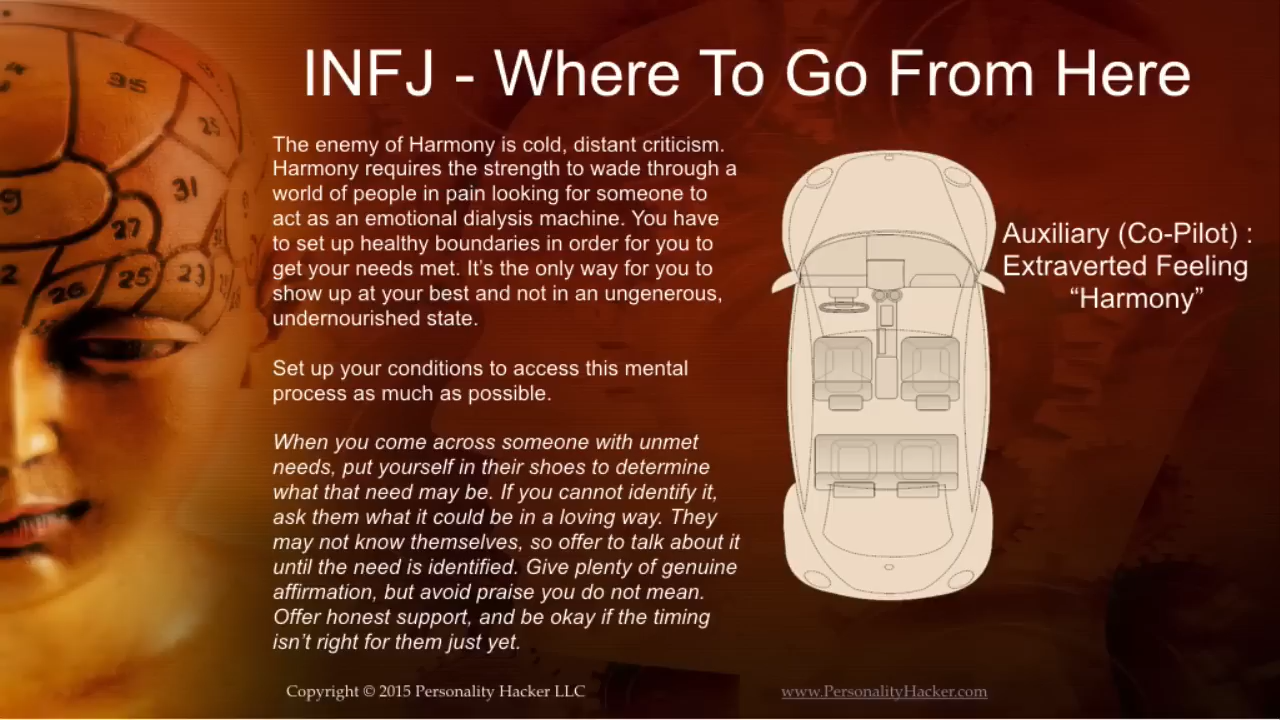 INFJ - Where To Go From Here
The enemy of Harmony is cold, distant criticism.
Harmony requires the strength to wade through a
world of people in pain looking for someone to
act as an emotional dialysis machine. You have
to set up healthy boundaries in order for you to
get your needs met. It's the only way for you to
show up at your best and not in an ungenerous,
undernourished state.
Set up your conditions to access this mental
process as much as possible.
When you come across someone with unmet
needs, put yourself in their shoes to determine
what that need may be. If you cannot identify it,
ask them what it could be in a loving way. They
may not know themselves, so offer to talk about it
until the need is identified. Give plenty of genuine
affirmation, but avoid praise you do not mean.
Offer honest support, and be okay if the timing
isn't right for them just yet.
Auxiliary (Co-Pilot) :
Extraverted Feeling
“Harmony”
35
25
31
9
27
2
26
25
23
Copyright © 2015 Personality Hacker LLC
www.PersonalityHacker.com